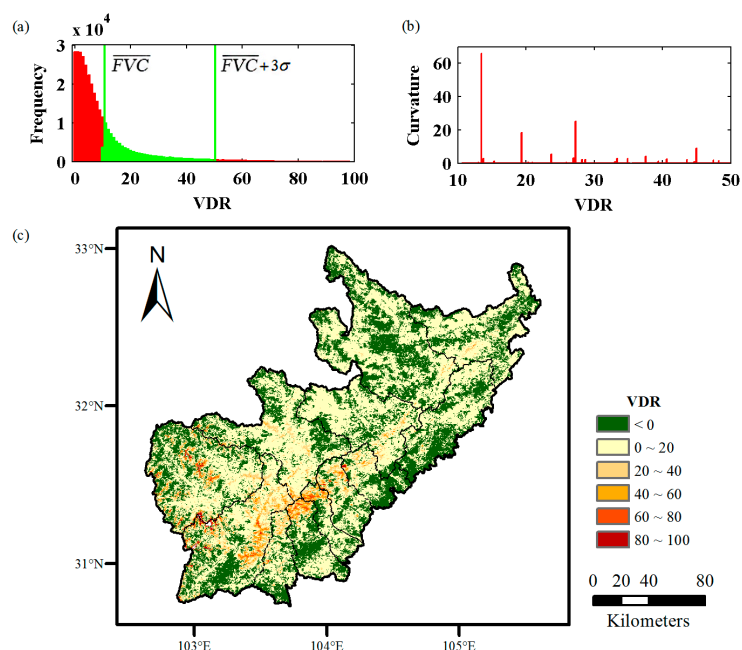 (a)
x 10⁴
3
2
1
0
0 20 40 60 80 100
Frequency
VDR
FVC
FVC+3σ
(b)
60
40
20
0
10 20 30 40 50
Curvature
VDR
(c)
N
33°N
32°N
31°N
103°E 104°E 105°E
VDR
< 0
0 ~ 20
20 ~ 40
40 ~ 60
60 ~ 80
80 ~ 100
0 20 40 80
Kilometers